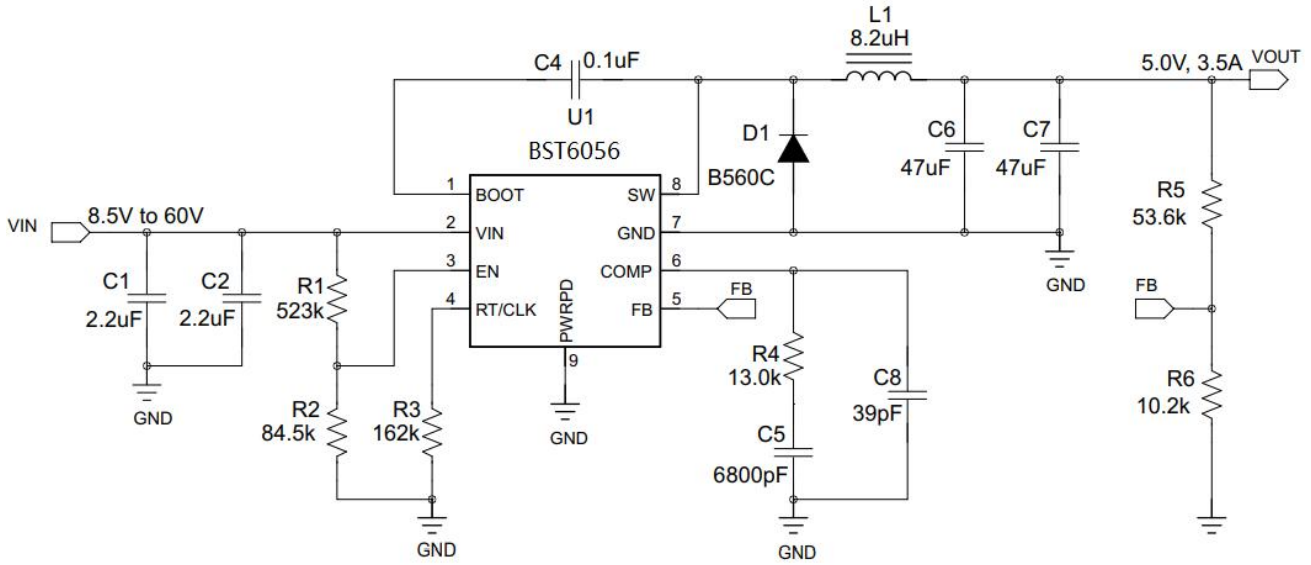 L1
8.2uH
C4
0.1uF
5.0V, 3.5A
VOUT
U1
BST6056
D1
B560C
C6
47uF
C7
47uF
1
BOOT
SW
8
R5
53.6k
VIN
8.5V to 60V
2
VIN
GND
7
3
EN
COMP
6
GND
C1
2.2uF
C2
2.2uF
R1
523k
4
RT/CLK
FB
5
FB
FB
PWRPD
9
R4
13.0k
C8
39pF
R6
10.2k
GND
R2
84.5k
R3
162k
GND
C5
6800pF
GND
GND